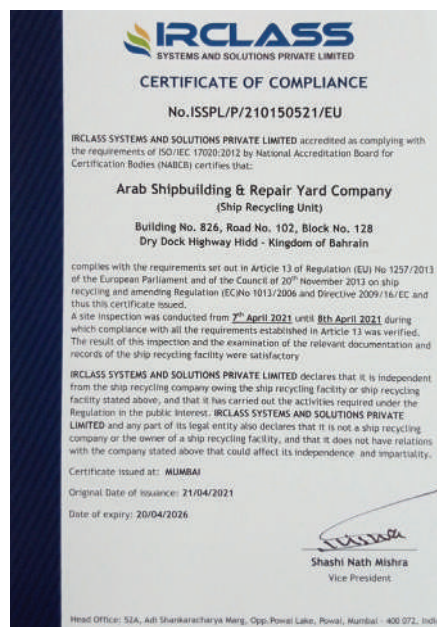 IRCLASS
SYSTEMS AND SOLUTIONS PRIVATE LIMITED
CERTIFICATE OF COMPLIANCE
No.ISSPL/P/210150521/EU
IRCLASS SYSTEMS AND SOLUTIONS PRIVATE LIMITED accredited as complying with
the requirements of ISO/IEC 17020:2012 by National Accreditation Board for
Certification Bodies (NABCB) certifies that:
Arab Shipbuilding & Repair Yard Company
(Ship Recycling Unit)
Building No. 826, Road No. 102, Block No. 128
Dry Dock Highway Hidd - Kingdom of Bahrain
complies with the requirements set out in Article 13 of Regulation (EU) No 1257/2013
of the European Parliament and of the Council of 20th November 2013 on ship
recycling and amending Regulation (EC)No 1013/2006 and Directive 2009/16/EC and
thus this certificate issued.
A site inspection was conducted from 7th April 2021 until 8th April 2021 during
which compliance with all the requirements established in Article 13 was verified.
The result of this inspection and the examination of the relevant documentation and
records of the ship recycling facility were satisfactory
IRCLASS SYSTEMS AND SOLUTIONS PRIVATE LIMITED declares that it is independent
from the ship recycling company owing the ship recycling facility or ship recycling
facility stated above, and that it has carried out the activities required under the
Regulation in the public interest. IRCLASS SYSTEMS AND SOLUTIONS PRIVATE
LIMITED and any part of its legal entity also declares that it is not a ship recycling
company or the owner of a ship recycling facility, and that it does not have relations
with the company stated above that could affect its independence and impartiality.
Certificate issued at: MUMBAI
Original Date of issuance: 21/04/2021
Date of expiry: 20/04/2026
Shashi Nath Mishra
Vice President
Head Office: 52A, Adi Shankaracharya Marg, Opp.Powai Lake, Powai, Mumbai - 400 072, Indi